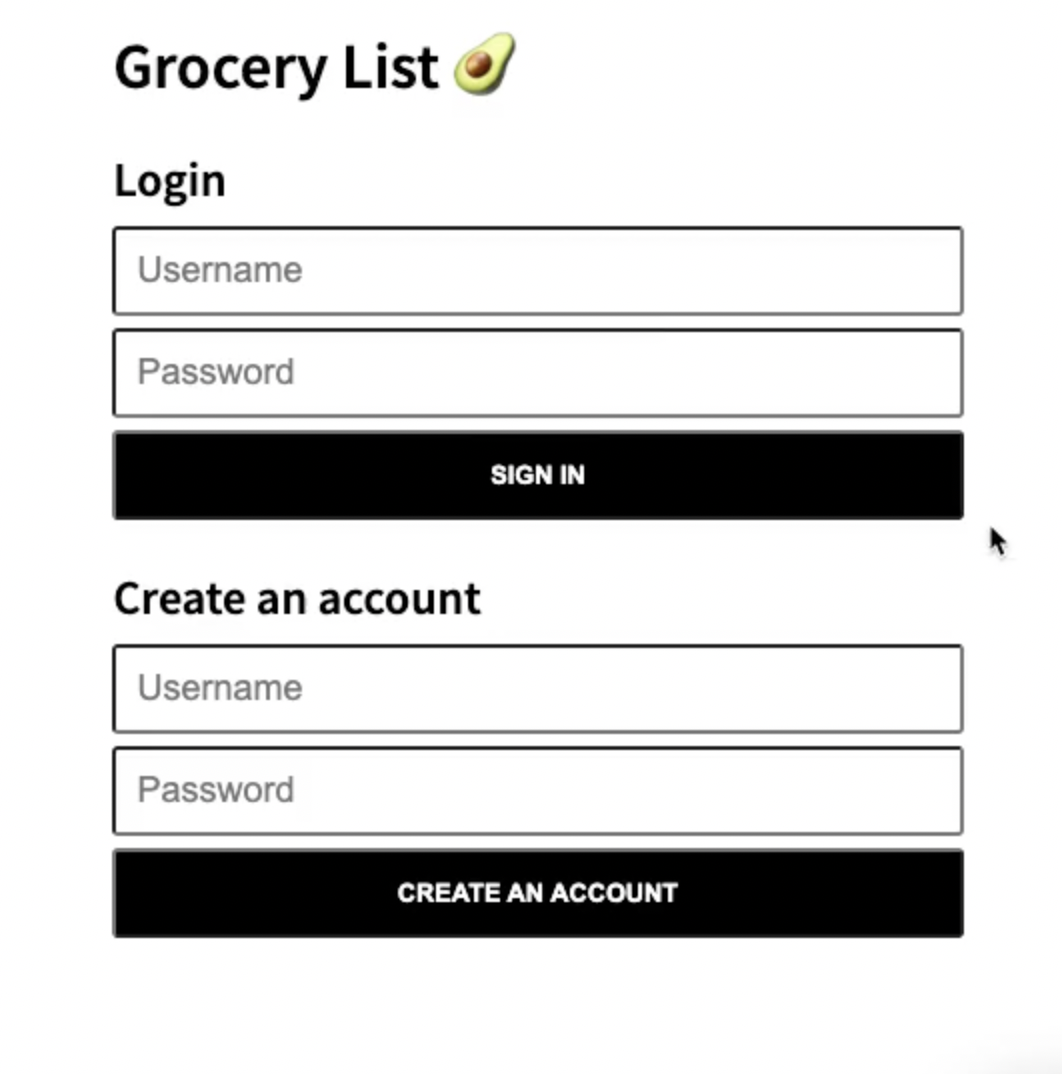 Grocery List 🥑
Login
Username
Password
SIGN IN
Create an account
Username
Password
CREATE AN ACCOUNT